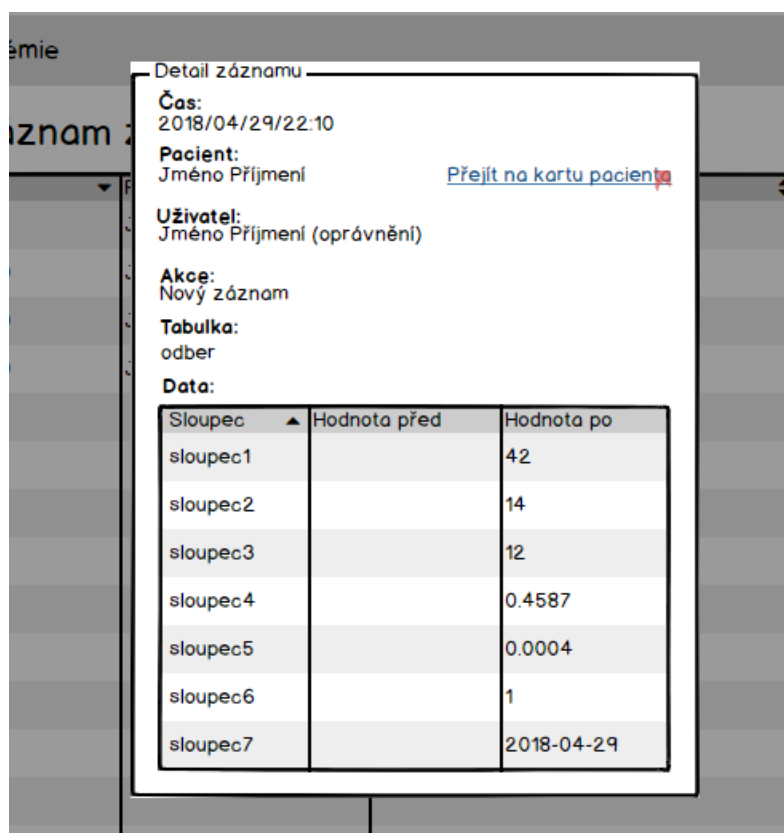 émie
áznam z
Detail záznamu
Čas:
2018/04/29/22:10
Pacient:
Jméno Příjmení Přejít na kartu pacienta
Uživatel:
Jméno Příjmení (oprávnění)
Akce:
Nový záznam
Tabulka:
odber
Data:
Sloupec Hodnota před Hodnota po
sloupec1 42
sloupec2 14
sloupec3 12
sloupec4 0.4587
sloupec5 0.0004
sloupec6 1
sloupec7 2018-04-29